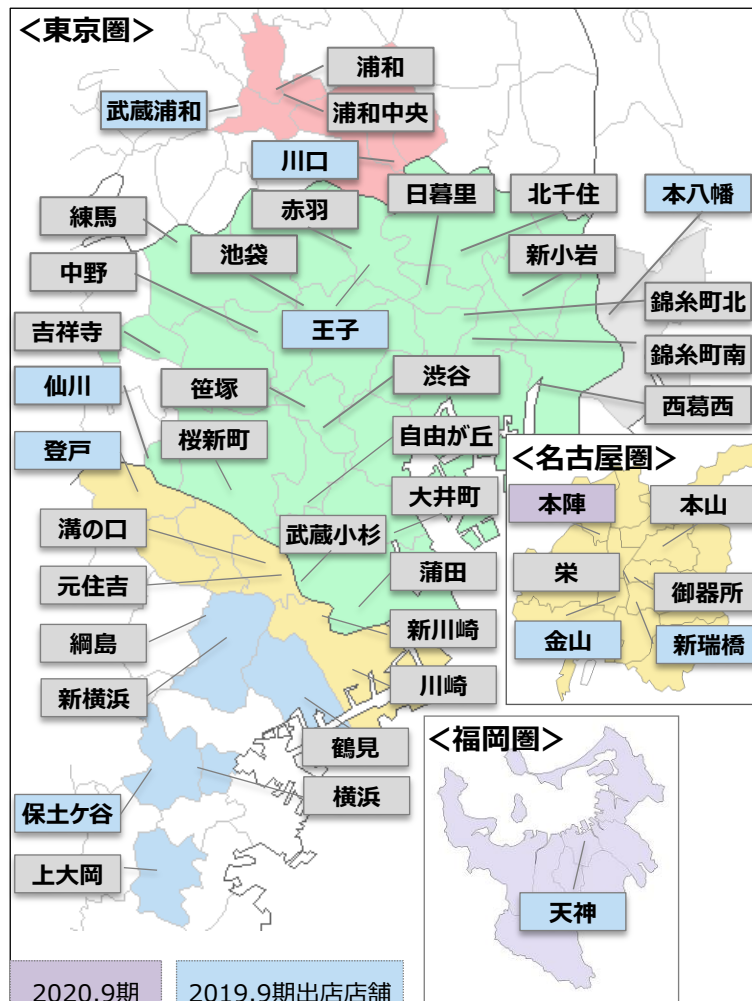 <東京圏>
浦和
武蔵浦和
浦和中央
川口
日暮里
北千住
本八幡
赤羽
練馬
池袋
新小岩
中野
錦糸町北
王子
吉祥寺
錦糸町南
仙川
笹塚
渋谷
西葛西
桜新町
自由が丘
登戸
大井町
溝の口
武蔵小杉
元住吉
蒲田
新川崎
綱島
川崎
新横浜
鶴見
横浜
保土ケ谷
上大岡
<名古屋圏>
本陣
本山
栄
御器所
金山
新瑞橋
<福岡圏>
天神
2020.9期
2019.9期出店店舗